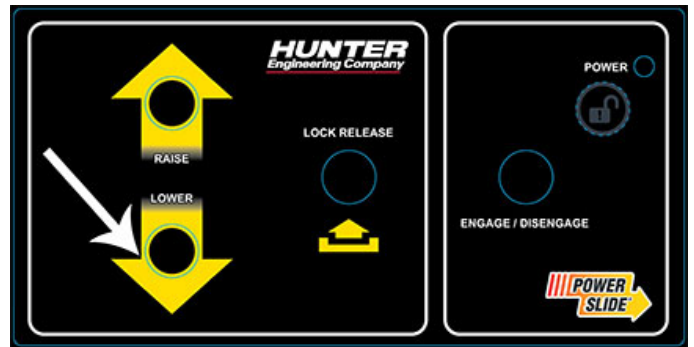 HUNTER
Engineering Company
RAISE
LOWER
LOCK RELEASE
POWER
ENGAGE / DISENGAGE
POWER
SLIDE